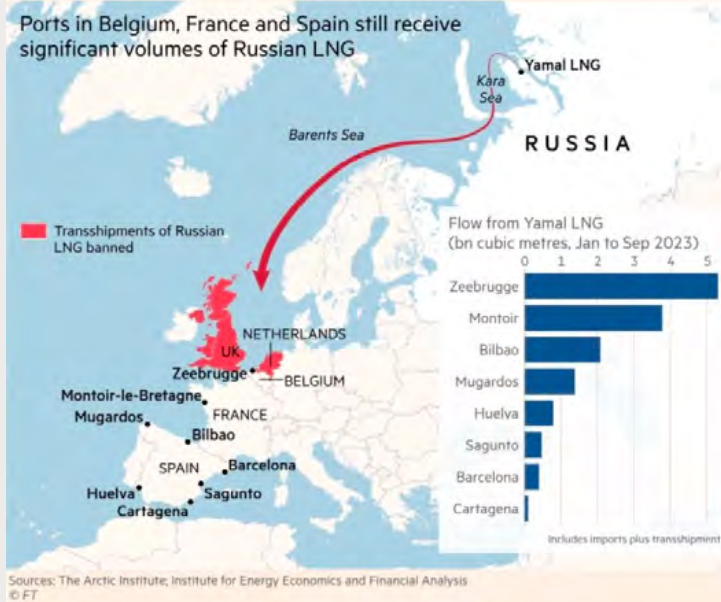 Ports in Belgium, France and Spain still receive
significant volumes of Russian LNG
Yamal LNG
Kara
Sea
Barents Sea
RUSSIA
Transshipments of Russian
LNG banned
Flow from Yamal LNG
(bn cubic metres, Jan to Sep 2023)
0 1 2 3 4 5
Zeebrugge
Montoir
Bilbao
Mugardos
Huelva
Sagunto
Barcelona
Cartagena
Includes imports plus transshipment
NETHERLANDS
UK
Zeebrugge
BELGIUM
Montoir-le-Bretagne
FRANCE
Mugardos
Bilbao
SPAIN
Barcelona
Huelva
Sagunto
Cartagena
Sources: The Arctic Institute; Institute for Energy Economics and Financial Analysis
© FT